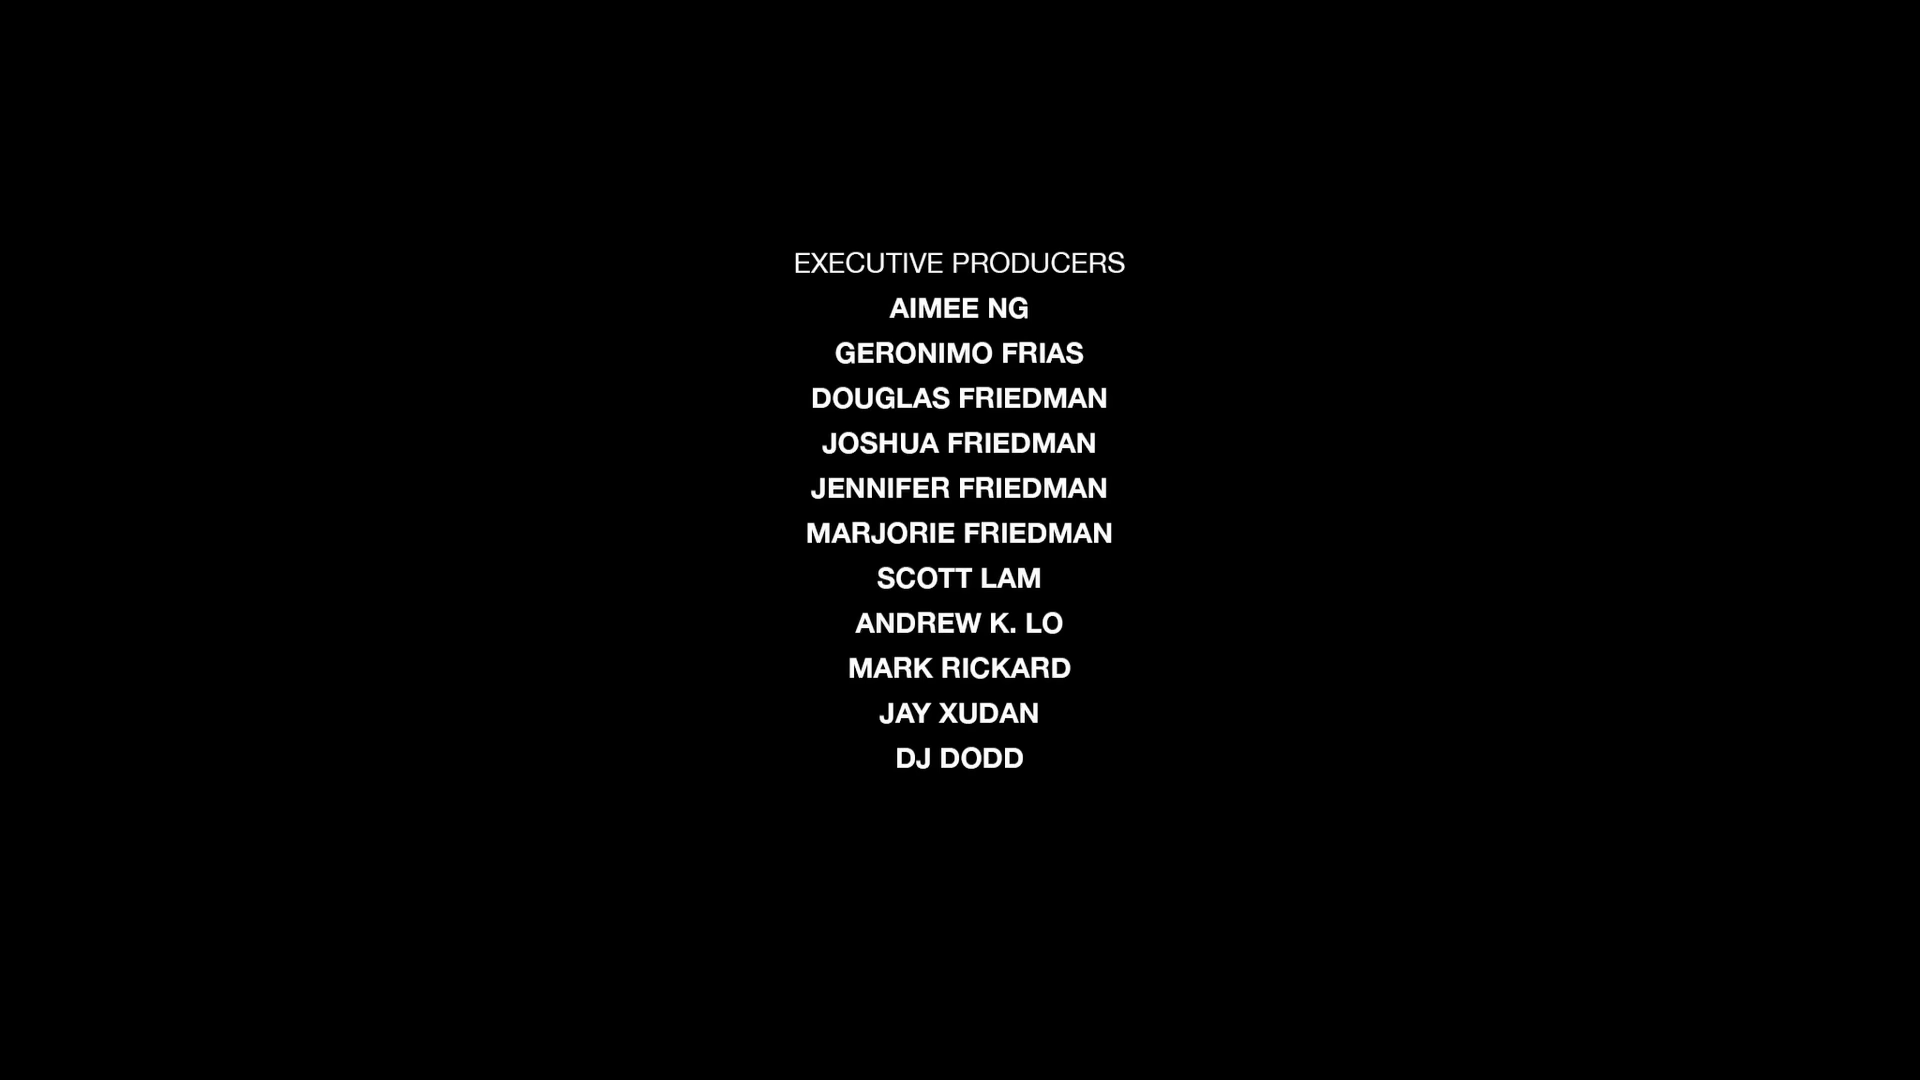 EXECUTIVE PRODUCERS
AIMEE NG
GERONIMO FRIAS
DOUGLAS FRIEDMAN
JOSHUA FRIEDMAN
JENNIFER FRIEDMAN
MARJORIE FRIEDMAN
SCOTT LAM
ANDREW K. LO
MARK RICKARD
JAY XUDAN
DJ DODD